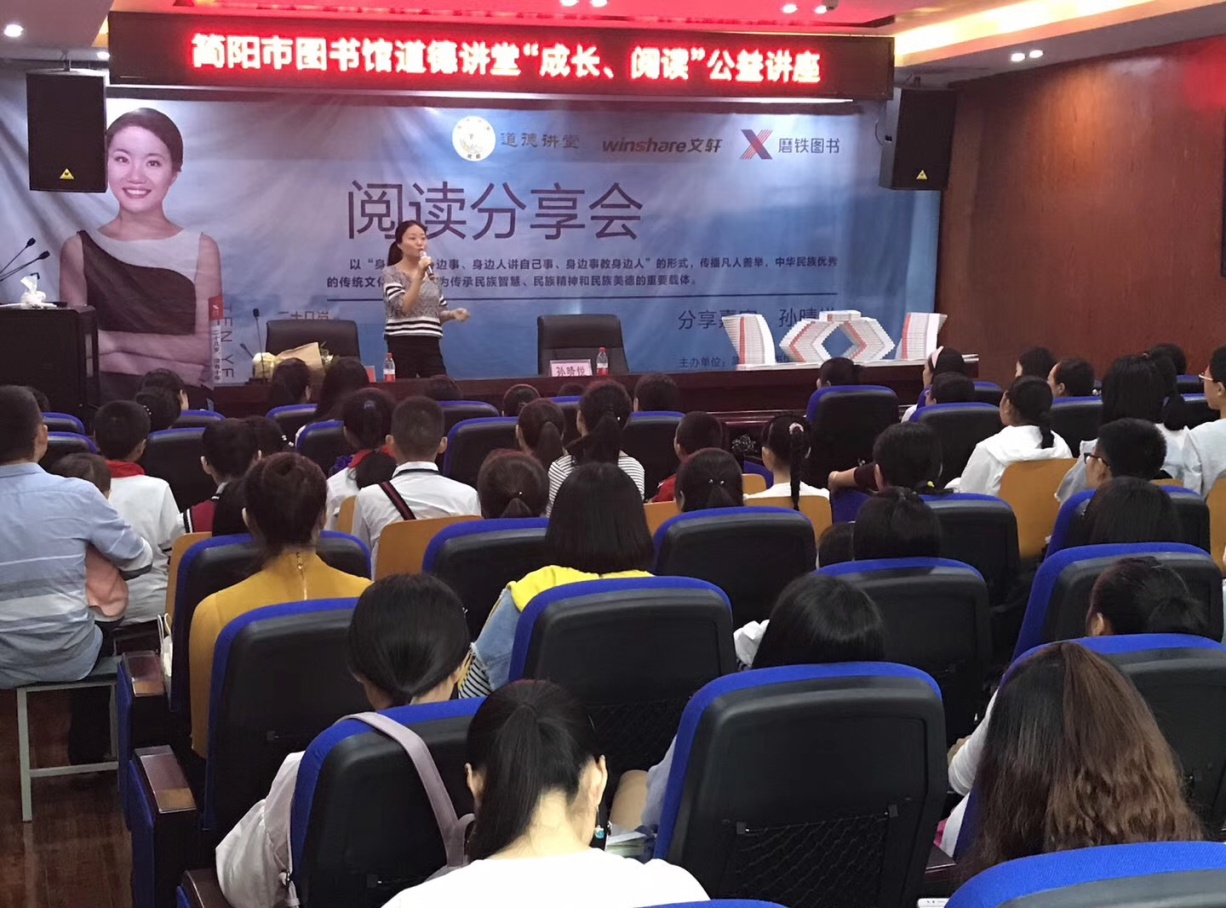 简阳市图书馆道德讲堂“成长、阅读”公益讲座
道德讲堂 winshare文轩 磨铁图书
阅读分享会
以“身 边事、身边人讲自己事、身边事教身边人”的形式，传播凡人善举，中华民族优秀
的传统文 为传承民族智慧、民族精神和民族美德的重要载体。
分享嘉宾 孙晴悦
主办单位：
TEN YE
孙晴悦